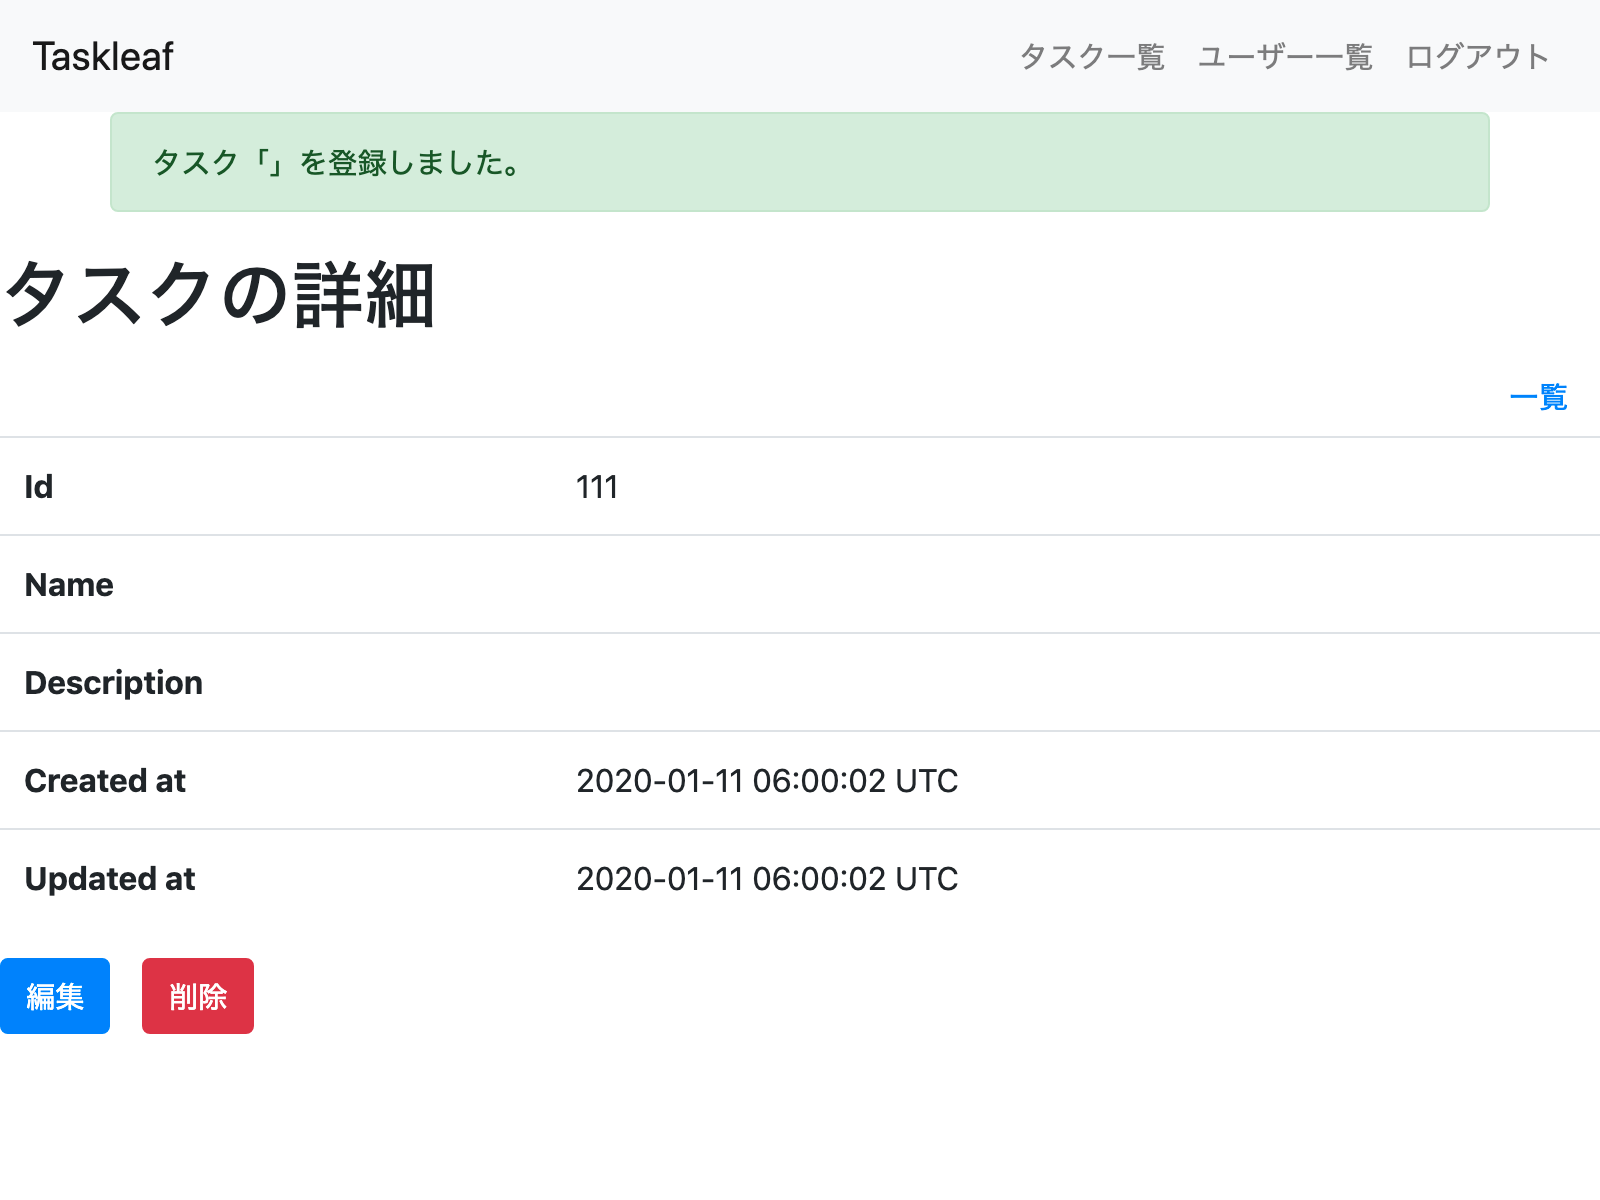 Taskleaf タスク一覧 ユーザー一覧 ログアウト
タスク「」を登録しました。
タスクの詳細
一覧
Id 111
Name
Description
Created at 2020-01-11 06:00:02 UTC
Updated at 2020-01-11 06:00:02 UTC
編集 削除